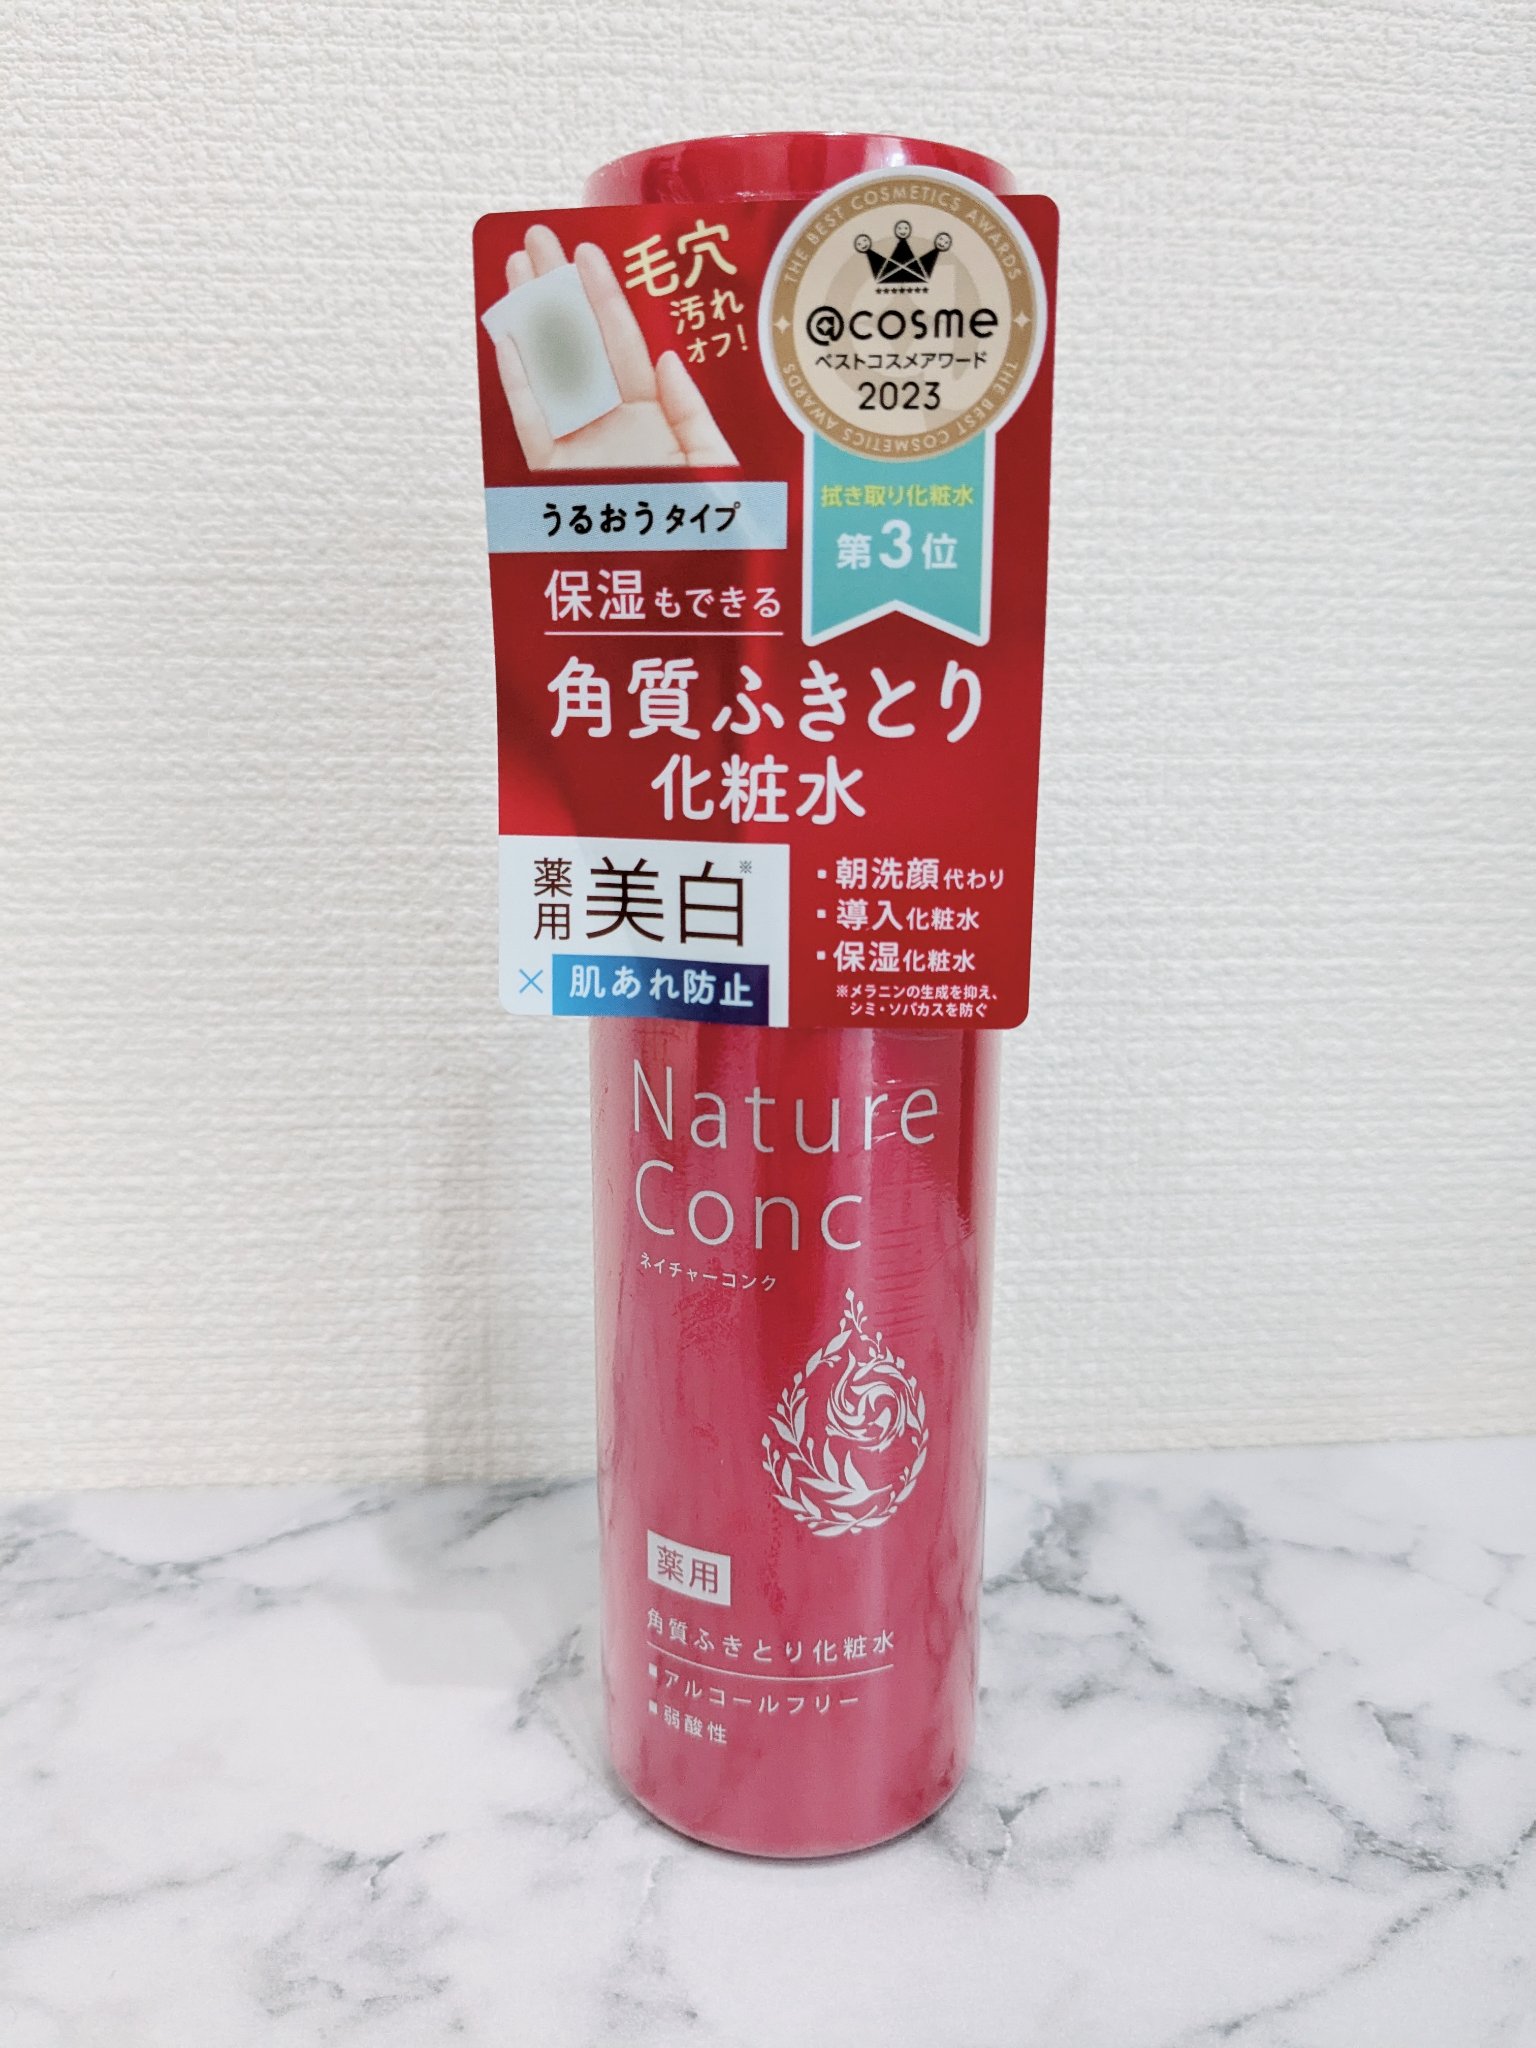 毛穴
汚れ
オフ!
THE BEST COSMETICS AWARDS
@cosme
ベストコスメアワード
2023
THE BEST COSMETICS AWARDS
拭き取り化粧水
第3位
うるおうタイプ
保湿もできる
角質ふきとり
化粧水
薬用美白※
×肌あれ防止
・朝洗顔代わり
・導入化粧水
・保湿化粧水
※メラニンの生成を抑え、
シミ・ソバカスを防ぐ
Nature
Conc
ネイチャーコンク
薬用
角質ふきとり化粧水
■アルコールフリー
■弱酸性